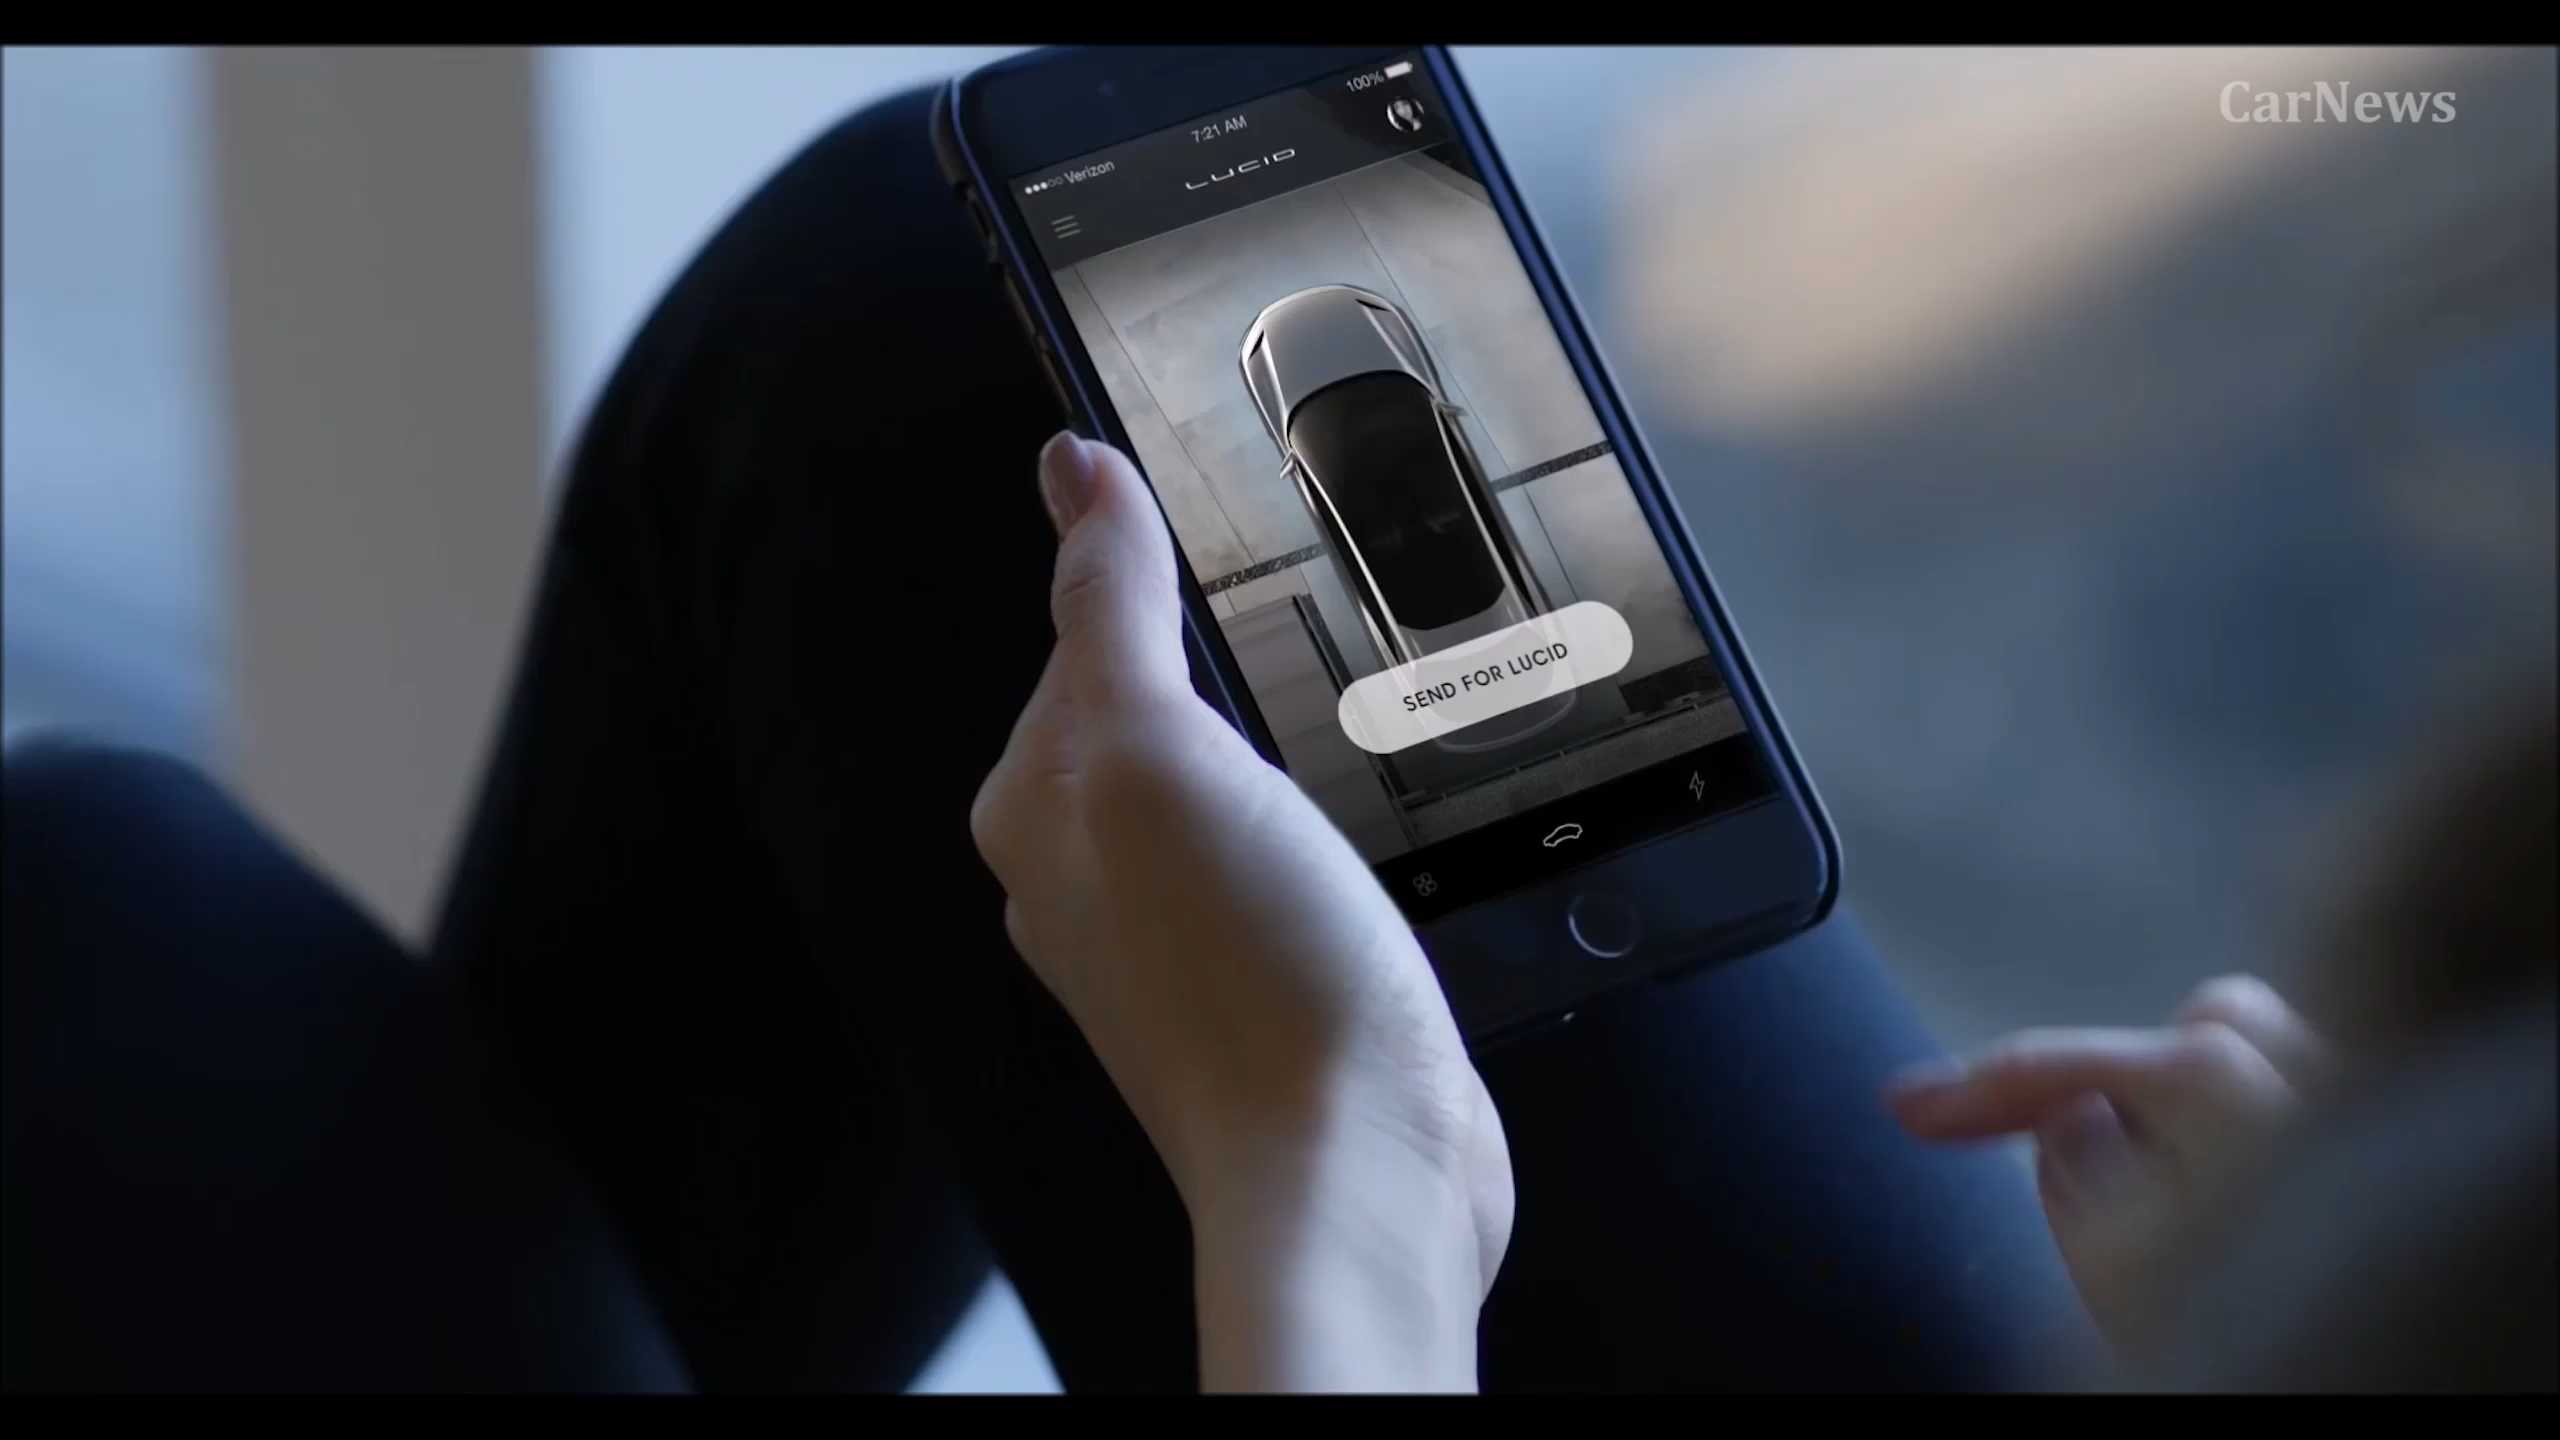 CarNews
100%
7:21 AM
Verizon
LUCID
SEND FOR LUCID